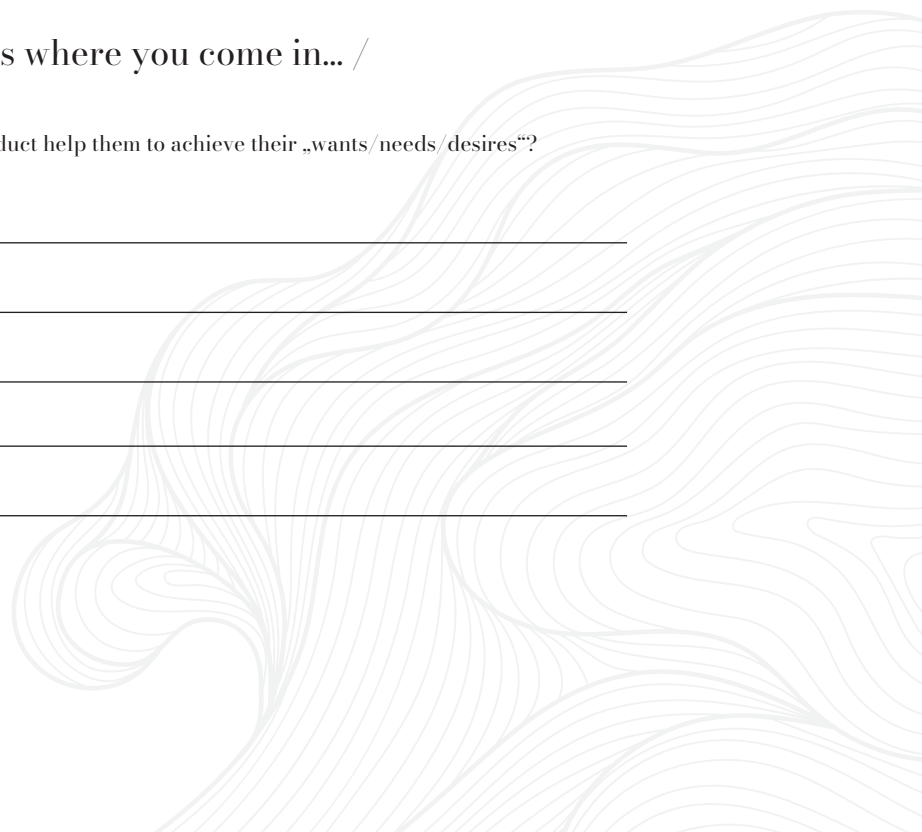 s where you come in... /
duct help them to achieve their „wants/needs/desires“?